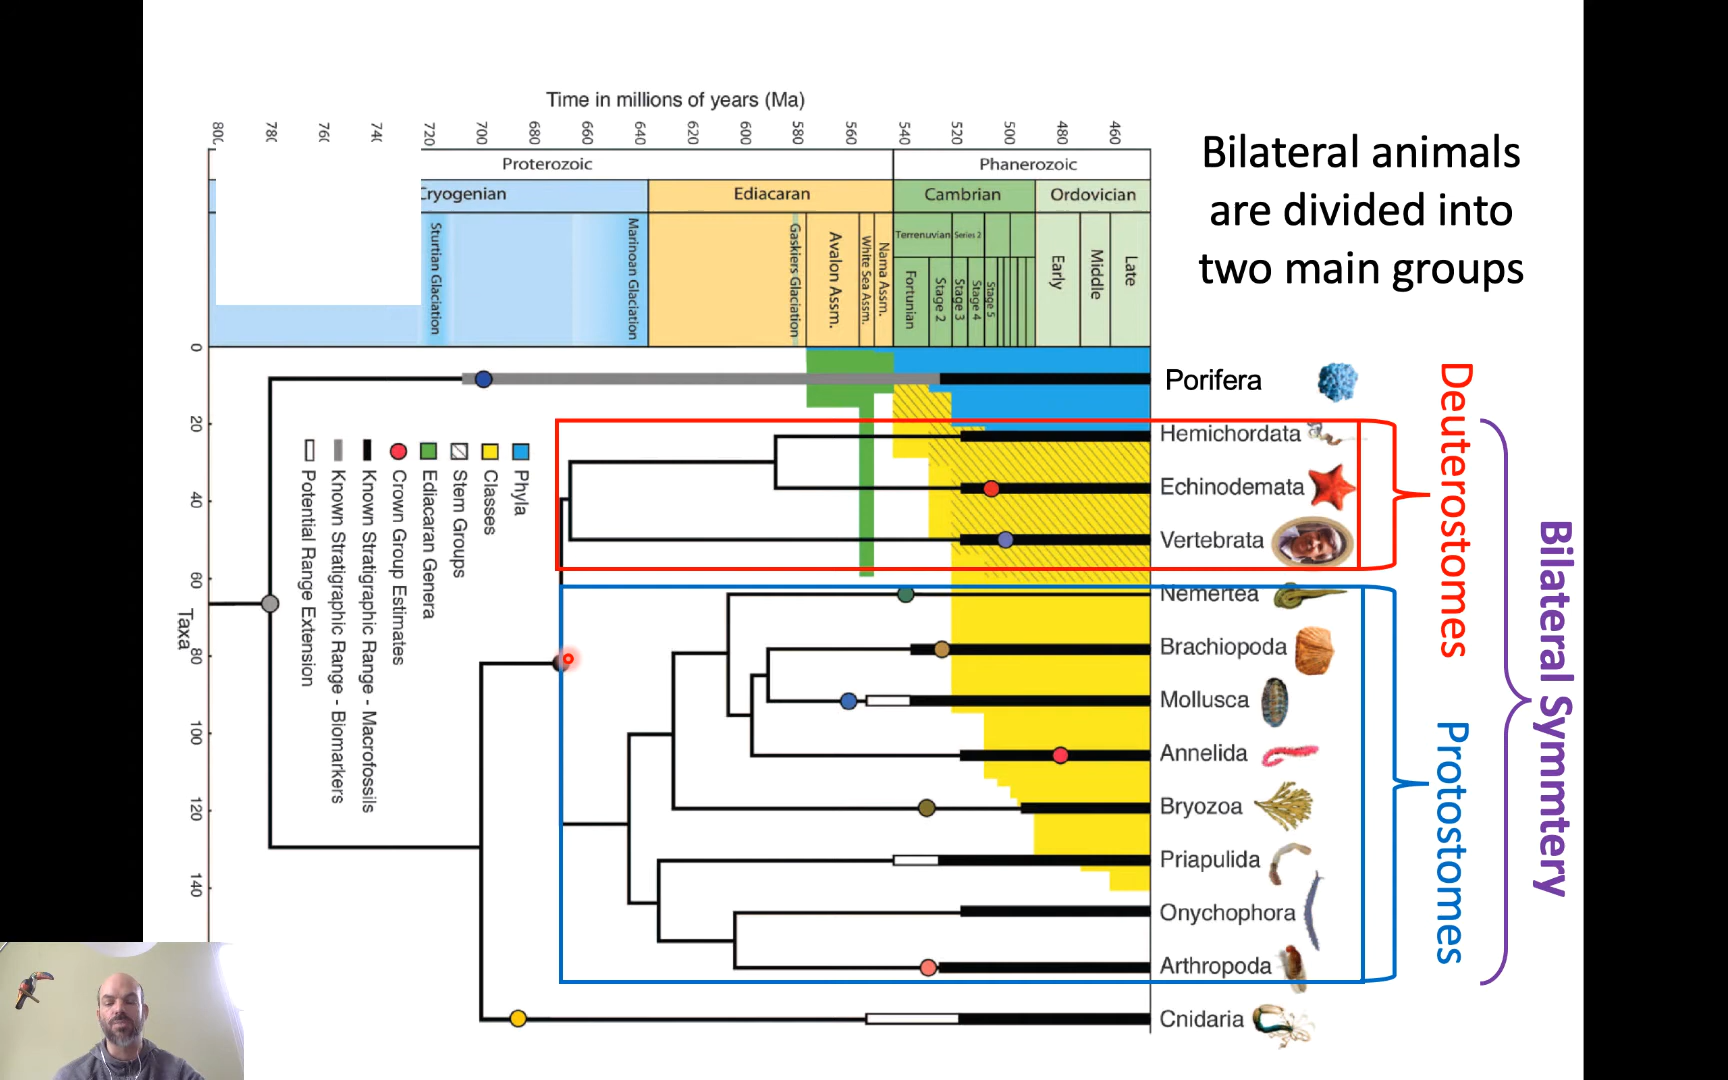 Time in millions of years (Ma)
800 780 760 740 720 700 680 660 640 620 600 580 560 540 520 500 480 460
Proterozoic Phanerozoic
Cryogenian Ediacaran Cambrian Ordovician
Terrenuvian Series 2
Sturtian Glaciation
Marinoan Glaciation
Gaskiers Glaciation
Avalon Assm.
White Sea Assm.
Nama Assm.
Fortunian
Stage 2
Stage 3
Stage 4
Stage 5
Early
Middle
Late
Bilateral animals
are divided into
two main groups
0
20
40
60
80
100
120
140
Taxa
Phyla
Classes
Stem Groups
Ediacaran Genera
Crown Group Estimates
Known Stratigraphic Range - Macrofossils
Known Stratigraphic Range - Biomarkers
Potential Range Extension
Porifera
Hemichordata
Echinodemata
Vertebrata
Nemertea
Brachiopoda
Mollusca
Annelida
Bryozoa
Priapulida
Onychophora
Arthropoda
Cnidaria
Deuterostomes
Protostomes
Bilateral Symmtery